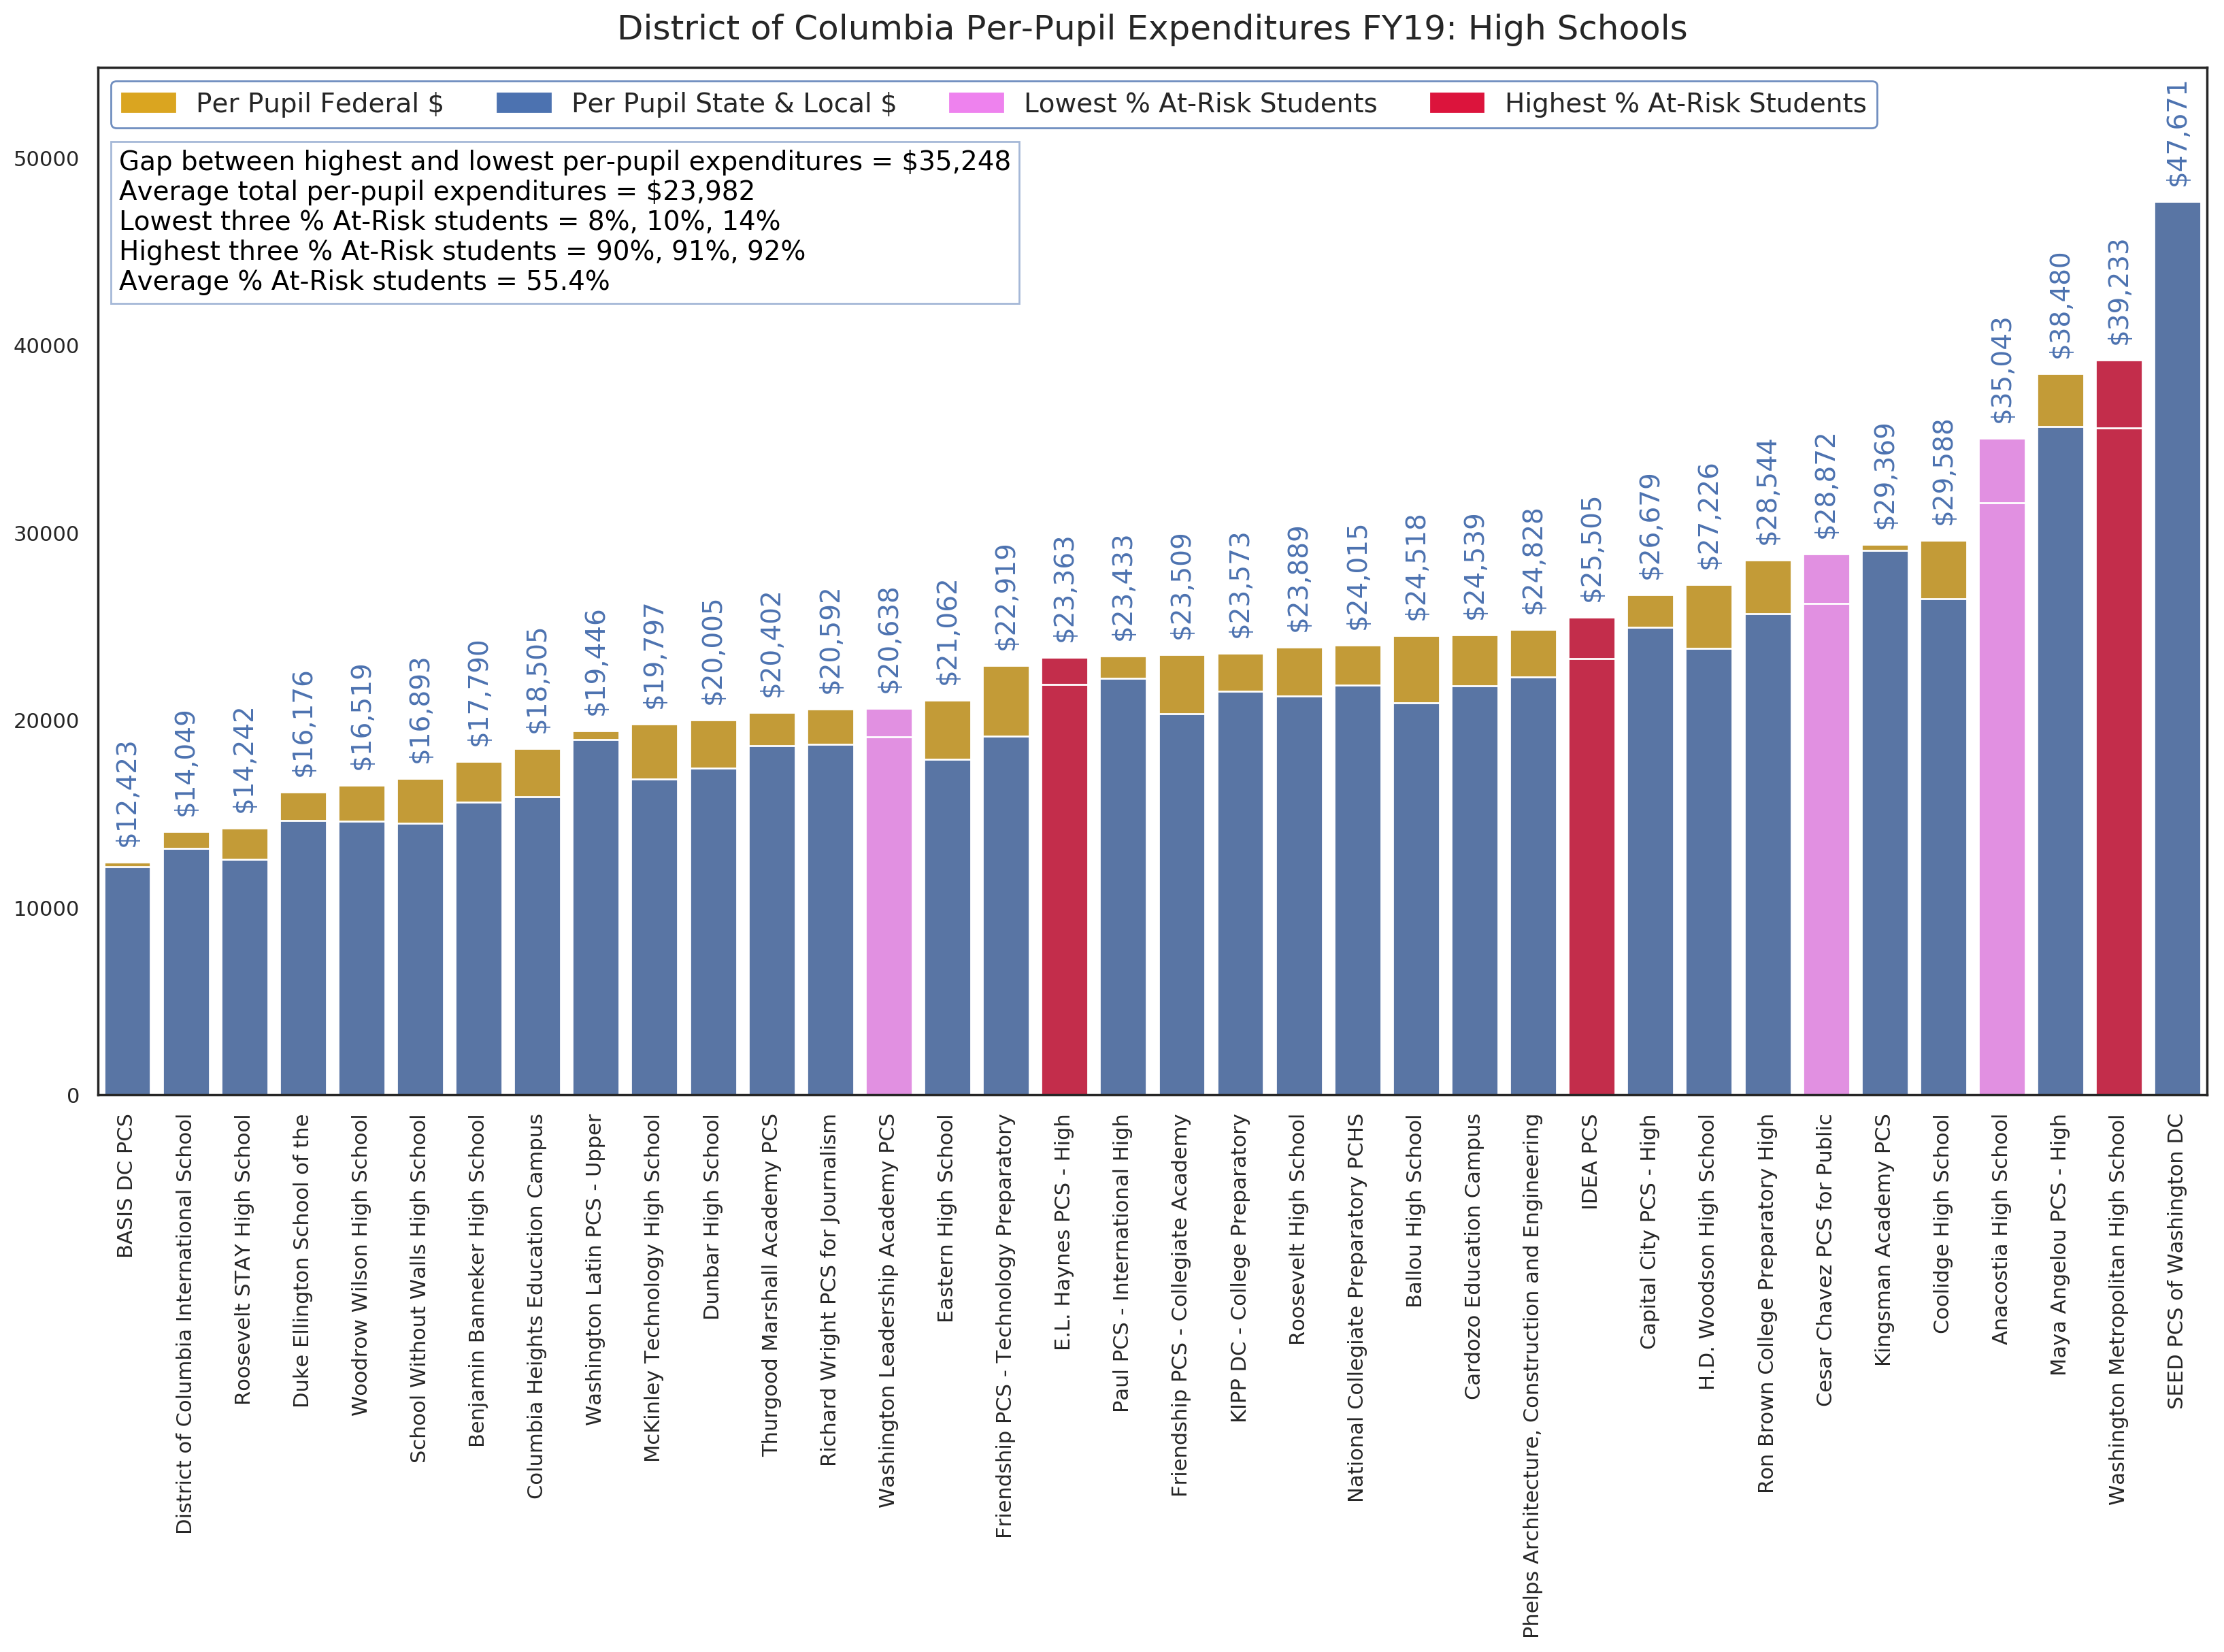 District of Columbia Per-Pupil Expenditures FY19: High Schools
Per Pupil Federal $
Per Pupil State & Local $
Lowest % At-Risk Students
Highest % At-Risk Students
Gap between highest and lowest per-pupil expenditures = $35,248
Average total per-pupil expenditures = $23,982
Lowest three % At-Risk students = 8%, 10%, 14%
Highest three % At-Risk students = 90%, 91%, 92%
Average % At-Risk students = 55.4%
50000
40000
30000
20000
10000
0
$12,423
$14,049
$14,242
$16,176
$16,519
$16,893
$17,790
$18,505
$19,446
$19,797
$20,005
$20,402
$20,592
$20,638
$21,062
$22,919
$23,363
$23,433
$23,509
$23,573
$23,889
$24,015
$24,518
$24,539
$24,828
$25,505
$26,679
$27,226
$28,544
$28,872
$29,369
$29,588
$35,043
$38,480
$39,233
$47,671
BASIS DC PCS
District of Columbia International School
Roosevelt STAY High School
Duke Ellington School of the
Woodrow Wilson High School
School Without Walls High School
Benjamin Banneker High School
Columbia Heights Education Campus
Washington Latin PCS - Upper
McKinley Technology High School
Dunbar High School
Thurgood Marshall Academy PCS
Richard Wright PCS for Journalism
Washington Leadership Academy PCS
Eastern High School
Friendship PCS - Technology Preparatory
E.L. Haynes PCS - High
Paul PCS - International High
Friendship PCS - Collegiate Academy
KIPP DC - College Preparatory
Roosevelt High School
National Collegiate Preparatory PCHS
Ballou High School
Cardozo Education Campus
Phelps Architecture, Construction and Engineering
IDEA PCS
Capital City PCS - High
H.D. Woodson High School
Ron Brown College Preparatory High
Cesar Chavez PCS for Public
Kingsman Academy PCS
Coolidge High School
Anacostia High School
Maya Angelou PCS - High
Washington Metropolitan High School
SEED PCS of Washington DC